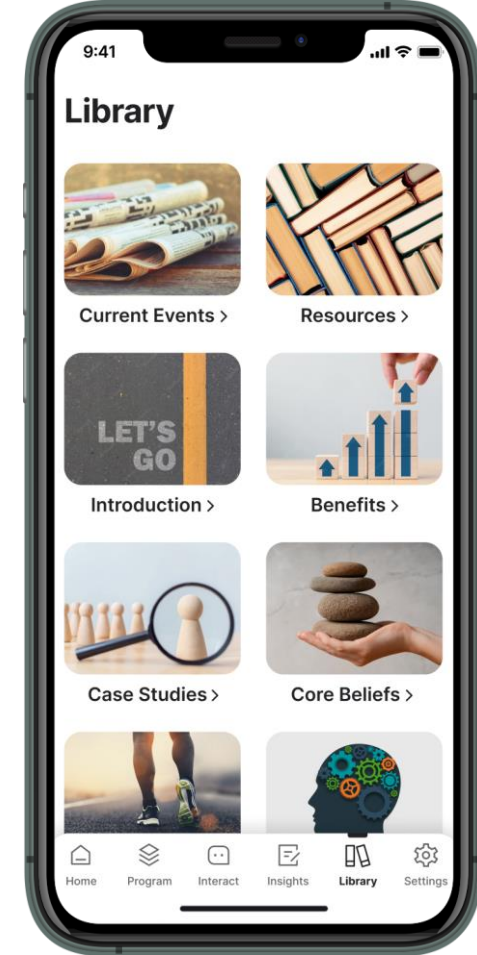 9:41
Library
Current Events >
Resources >
LET'S
GO
Introduction >
Benefits >
Case Studies >
Core Beliefs >
Home
Program
Interact
Insights
Library
Settings